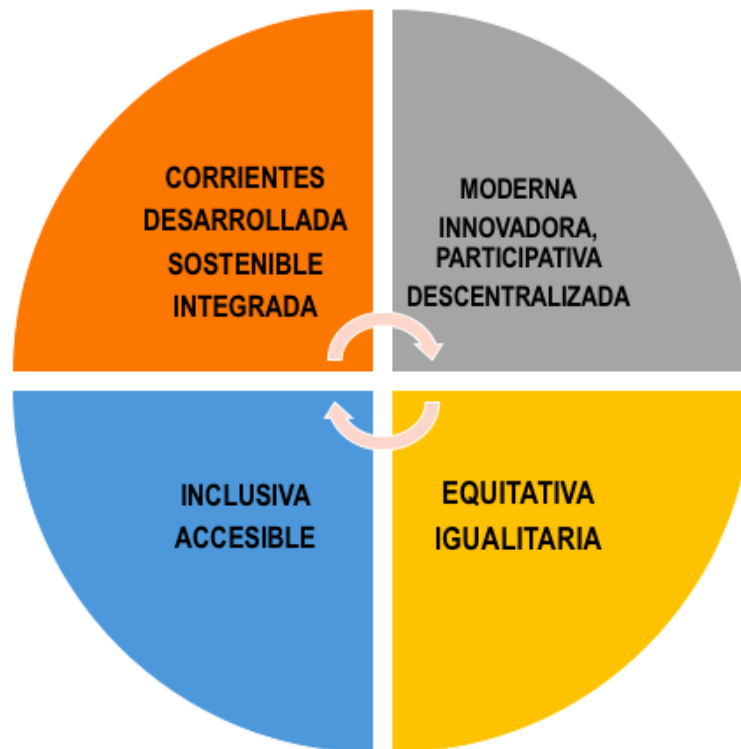 CORRIENTES
DESARROLLADA
SOSTENIBLE
INTEGRADA
MODERNA
INNOVADORA,
PARTICIPATIVA
DESCENTRALIZADA
INCLUSIVA
ACCESIBLE
EQUITATIVA
IGUALITARIA